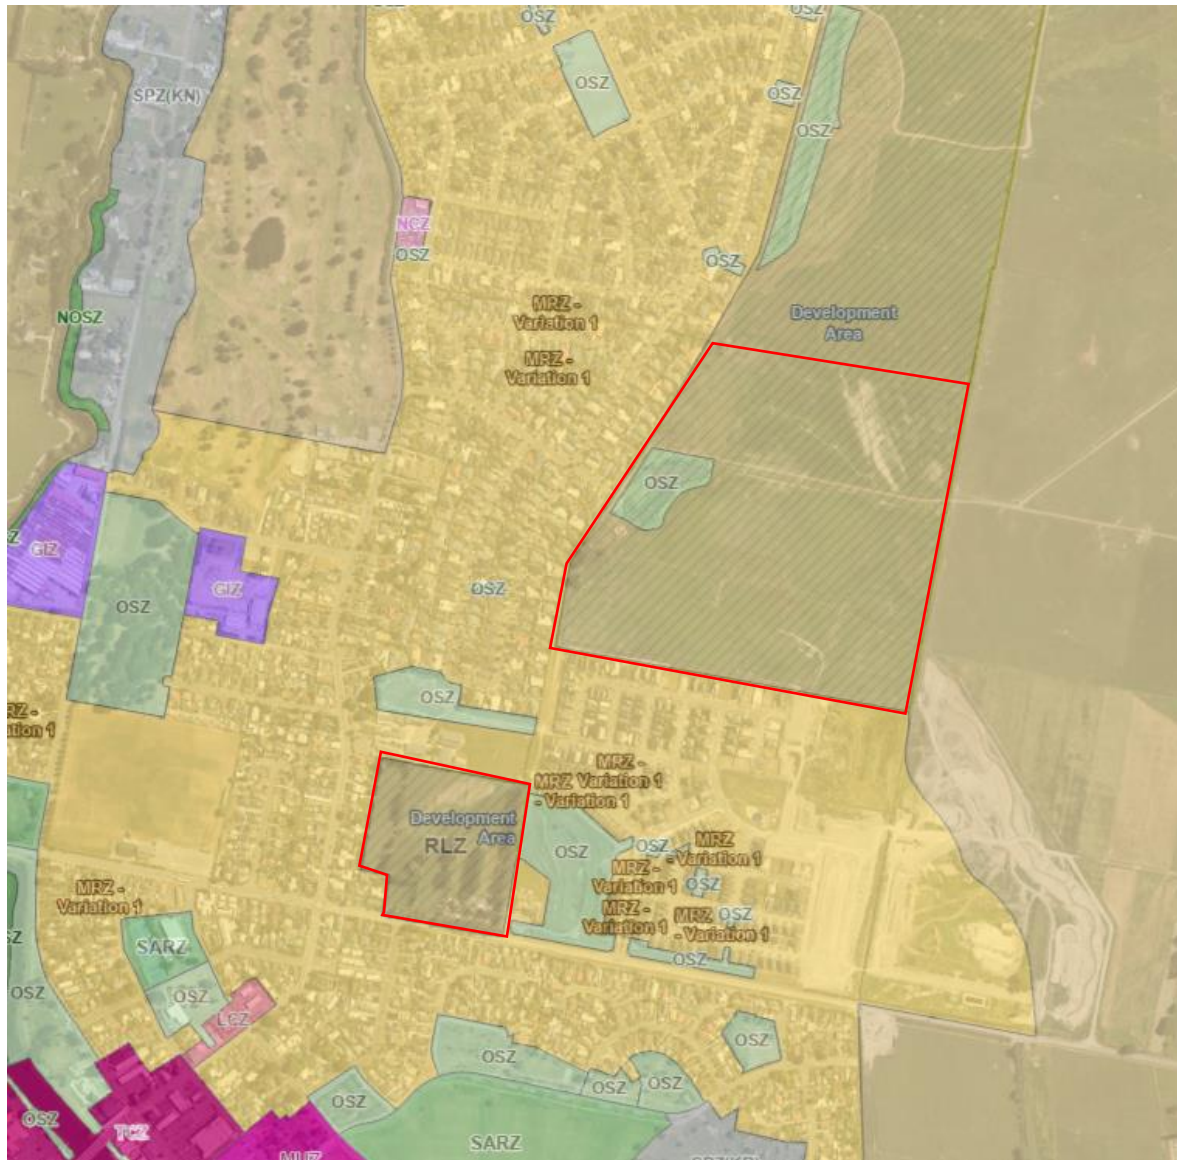 OSZ
OSZ
SPZ(KN)
OSZ
OSZ
OSZ
NCZ
OSZ
OSZ
MRZ -
Variation 1
Development
Area
NOSZ
MRZ -
Variation 1
OSZ
GIZ
GIZ
OSZ
OSZ
OSZ
MRZ -
MRZ Variation 1
- Variation 1
Development
Area
RLZ
OSZ
OSZ
MRZ
- Variation 1
MRZ -
Variation 1
OSZ
MRZ -
Variation 1
MRZ -
Variation 1
OSZ
MRZ
- Variation 1
OSZ
SARZ
OSZ
OSZ
LCZ
OSZ
OSZ
OSZ
OSZ
OSZ
OSZ
TCZ
SARZ